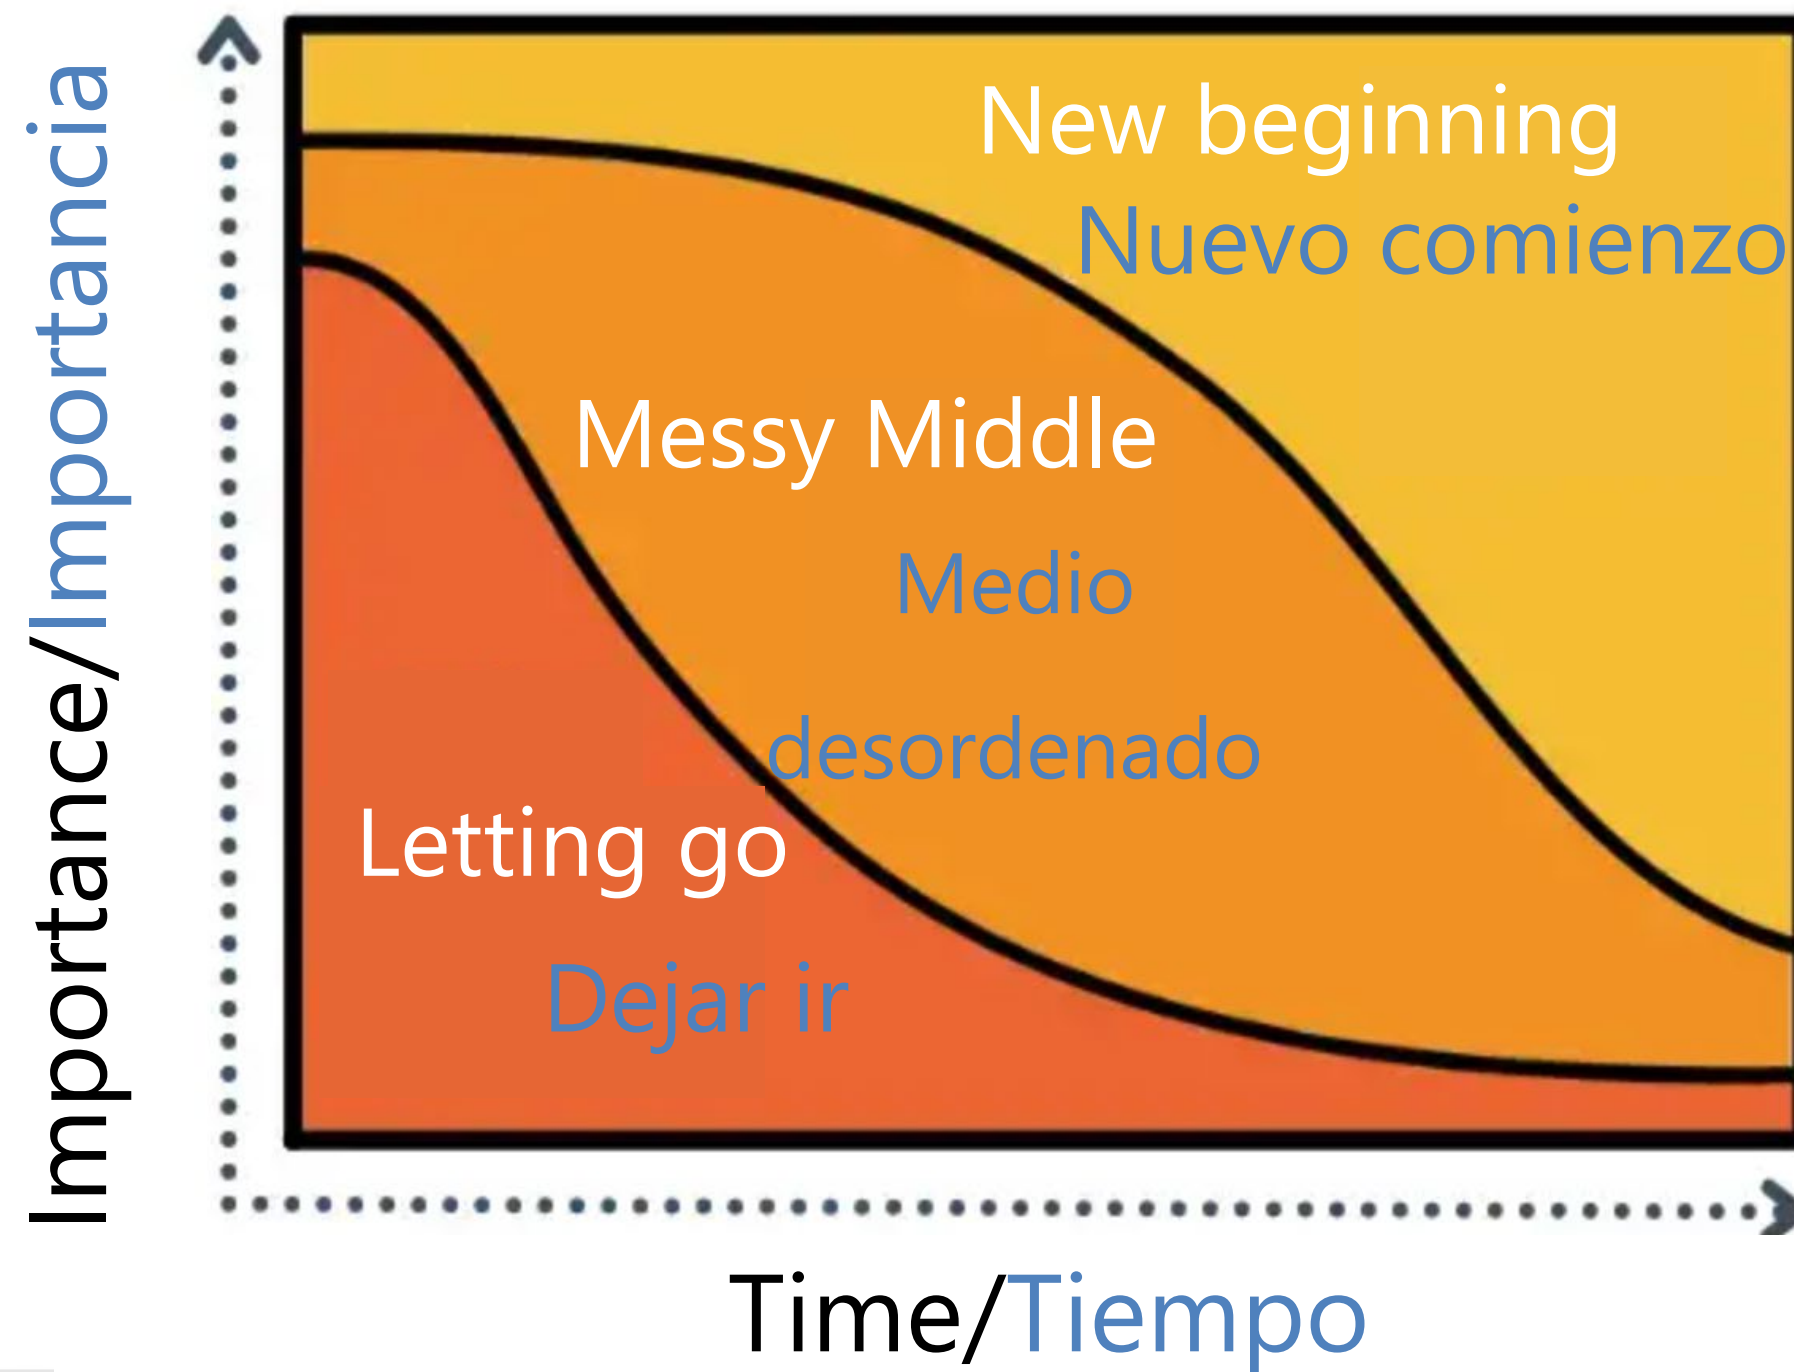 Importance/Importancia
New beginning
Nuevo comienzo
Messy Middle
Medio
desordenado
Letting go
Dejar ir
Time/Tiempo